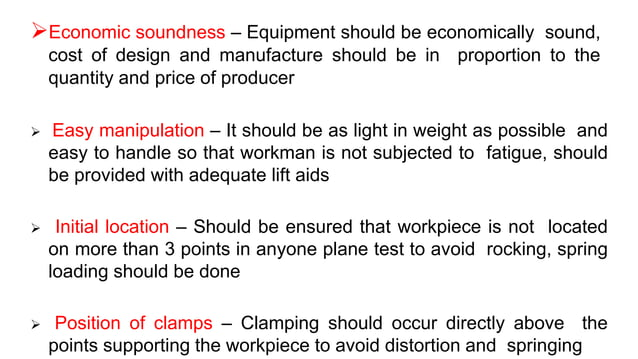 ➢Economic soundness – Equipment should be economically sound,
cost of design and manufacture should be in proportion to the
quantity and price of producer
➢ Easy manipulation – It should be as light in weight as possible and
easy to handle so that workman is not subjected to fatigue, should
be provided with adequate lift aids
➢ Initial location – Should be ensured that workpiece is not located
on more than 3 points in anyone plane test to avoid rocking, spring
loading should be done
➢ Position of clamps – Clamping should occur directly above the
points supporting the workpiece to avoid distortion and springing